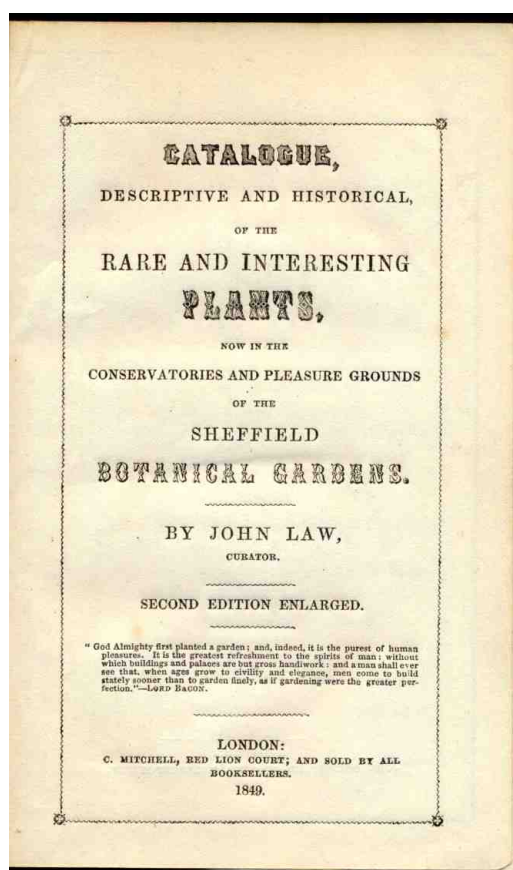 CATALOGUE,
DESCRIPTIVE AND HISTORICAL,
OF THE
RARE AND INTERESTING
PLANTS,
NOW IN THE
CONSERVATORIES AND PLEASURE GROUNDS
OF THE
SHEFFIELD
BOTANICAL GARDENS.
BY JOHN LAW,
CURATOR.
SECOND EDITION ENLARGED.
" God Almighty first planted a garden; and, indeed, it is the purest of human
pleasures. It is the greatest refreshment to the spirits of man: without
which buildings and palaces are but gross handiwork: and a man shall ever
see that, when ages grow to civility and elegance, men come to build
stately sooner than to garden finely, as if gardening were the greater per-
fection."—LORD BACON.
LONDON:
C. MITCHELL, RED LION COURT; AND SOLD BY ALL
BOOKSELLERS.
1849.